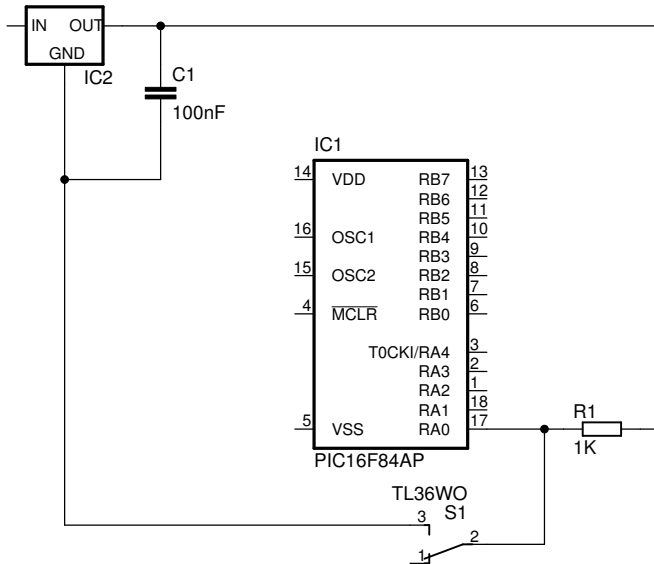 IN OUT
GND
IC2
C1
100nF
IC1
14 VDD RB7 13
RB6 12
RB5 11
16 OSC1 RB4 10
RB3 9
15 OSC2 RB2 8
RB1 7
4 MCLR RB0 6
T0CKI/RA4 3
RA3 2
RA2 1
RA1 18
5 VSS RA0 17
PIC16F84AP
R1
1K
TL36WO
S1
3
2
1